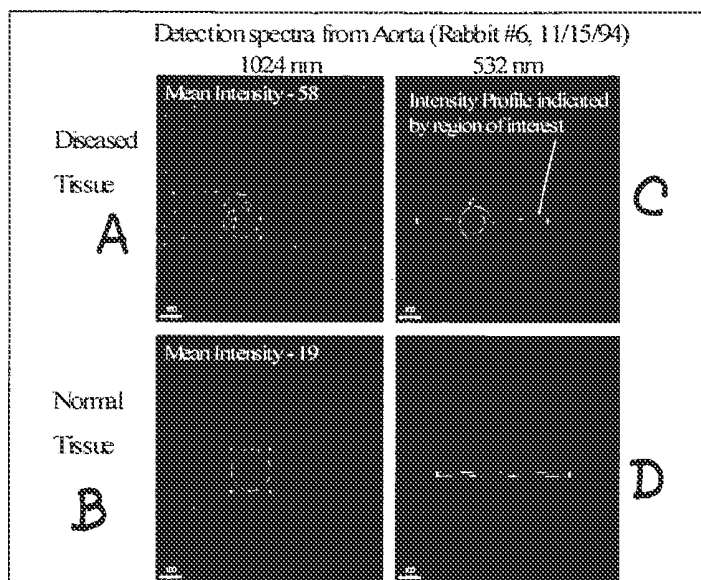 Detection spectra from Aorta (Rabbit #6, 11/15/94)
1024 nm
532 nm
Diseased
Tissue
A
Mean Intensity - 58
Intensity Profile indicated
by region of interest
C
Normal
Tissue
B
Mean Intensity - 19
D